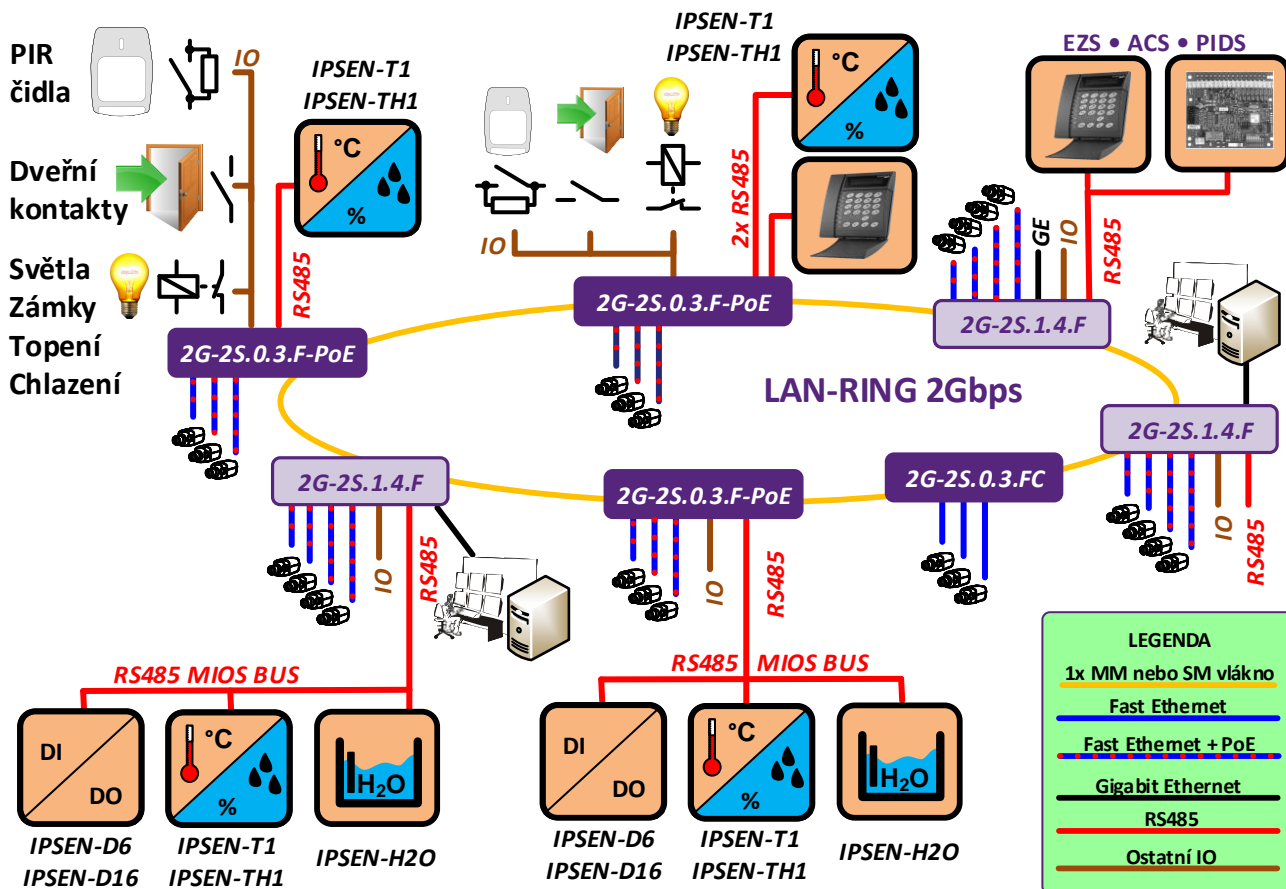 PIR
čidla
IO
Dveřní
kontakty
Světla
Zámky
Topení
Chlazení
IPSEN-T1
IPSEN-TH1
°C
%
RS485
2G-2S.0.3.F-PoE
IO
IPSEN-T1
IPSEN-TH1
°C
%
2x RS485
2G-2S.0.3.F-PoE
EZS • ACS • PIDS
GE
IO
RS485
2G-2S.1.4.F
LAN-RING 2Gbps
2G-2S.1.4.F
IO
RS485
2G-2S.0.3.FC
2G-2S.0.3.F-PoE
IO
RS485
2G-2S.1.4.F
IO
RS485
RS485 MIOS BUS
DI
DO
IPSEN-D6
IPSEN-D16
°C
%
IPSEN-T1
IPSEN-TH1
H2O
IPSEN-H2O
RS485 MIOS BUS
DI
DO
IPSEN-D6
IPSEN-D16
°C
%
IPSEN-T1
IPSEN-TH1
H2O
IPSEN-H2O
LEGENDA
1x MM nebo SM vlákno
Fast Ethernet
Fast Ethernet + PoE
Gigabit Ethernet
RS485
Ostatní IO